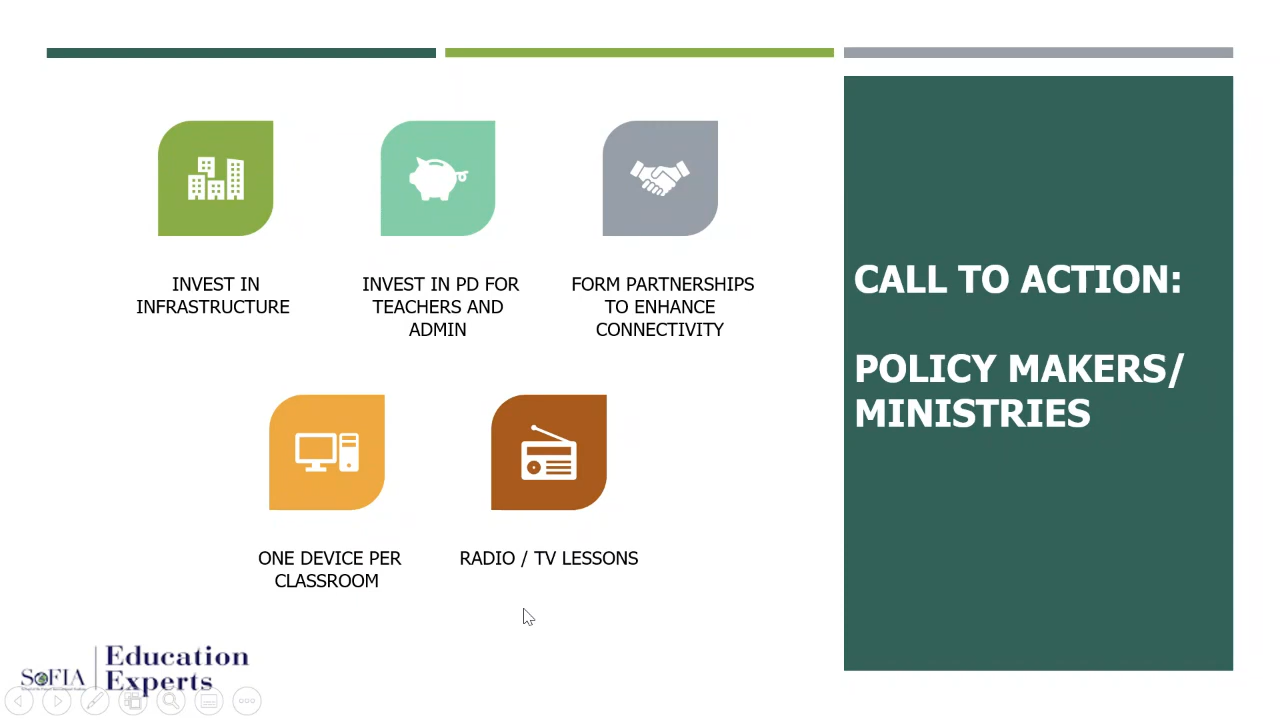 INVEST IN
INFRASTRUCTURE
INVEST IN PD FOR
TEACHERS AND
ADMIN
FORM PARTNERSHIPS
TO ENHANCE
CONNECTIVITY
ONE DEVICE PER
CLASSROOM
RADIO / TV LESSONS
CALL TO ACTION:
POLICY MAKERS/
MINISTRIES
SOFIA
Education
Experts